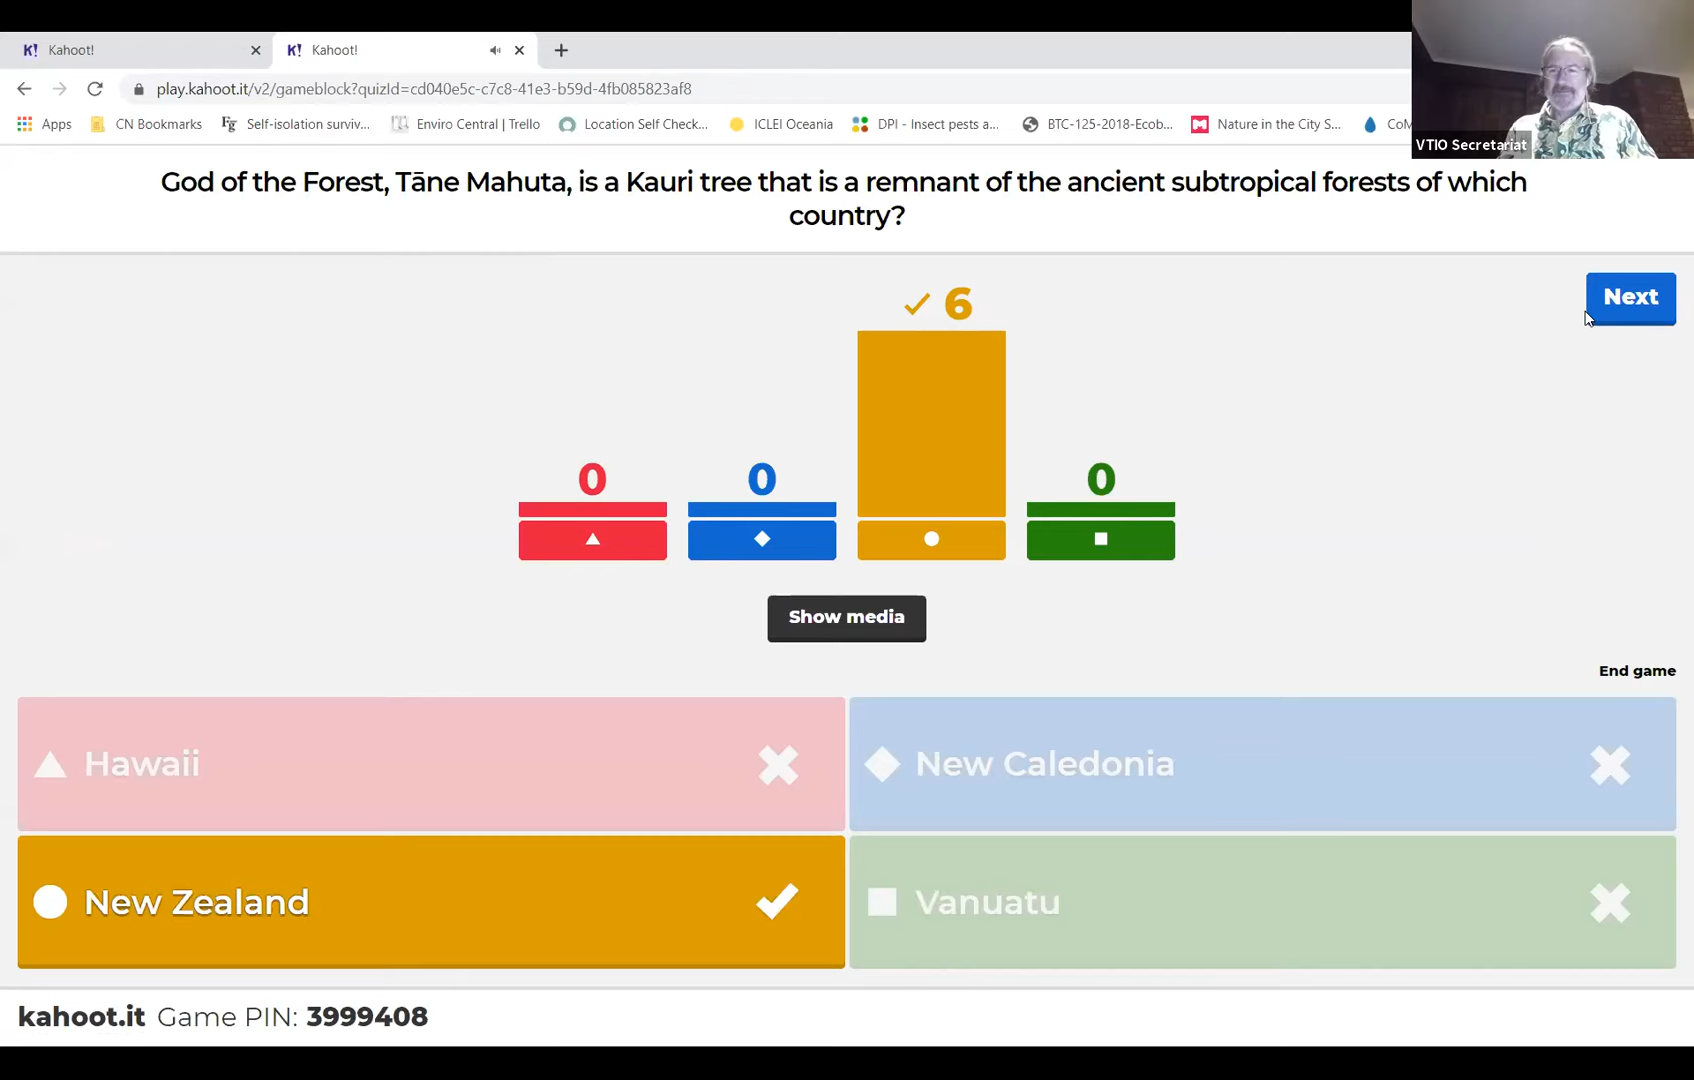 K! Kahoot!
K! Kahoot!
play.kahoot.it/v2/gameblock?quizId=cd040e5c-c7c8-41e3-b59d-4fb085823af8
Apps CN Bookmarks Fg Self-isolation surviv... Enviro Central | Trello Location Self Check... ICLEI Oceania DPI - Insect pests a... BTC-125-2018-Ecob... Nature in the City S... CoM
VTIO Secretariat
God of the Forest, Tāne Mahuta, is a Kauri tree that is a remnant of the ancient subtropical forests of which
country?
Next
6
0
0
0
Show media
End game
Hawaii
New Caledonia
New Zealand
Vanuatu
kahoot.it Game PIN: 3999408